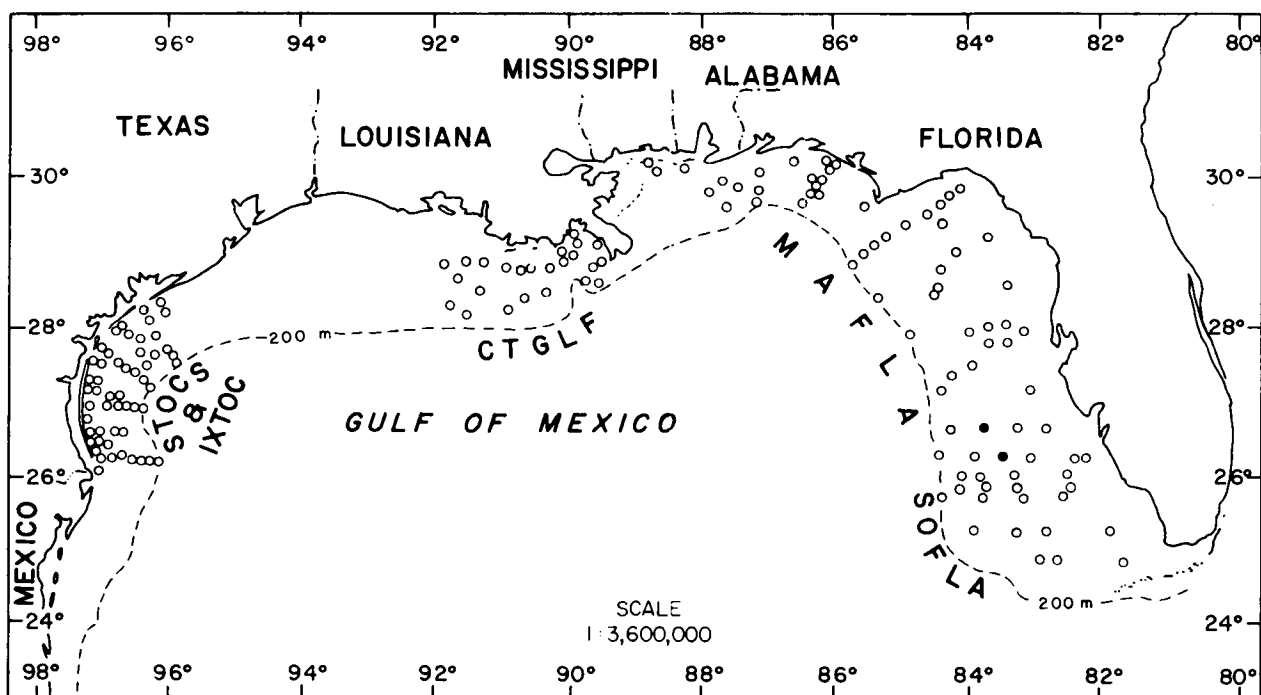 98° 96° 94° 92° 90° 88° 86° 84° 82° 80°
MISSISSIPPI ALABAMA
TEXAS LOUISIANA FLORIDA
30° 30°
MAFLA
28° 200 m CTGLF 28°
STOCS & IXTOC
GULF OF MEXICO
26° 26°
SOFLA
MEXICO
SCALE
1:3,600,000
200 m
24° 24°
98° 96° 94° 92° 90° 88° 86° 84° 82° 80°